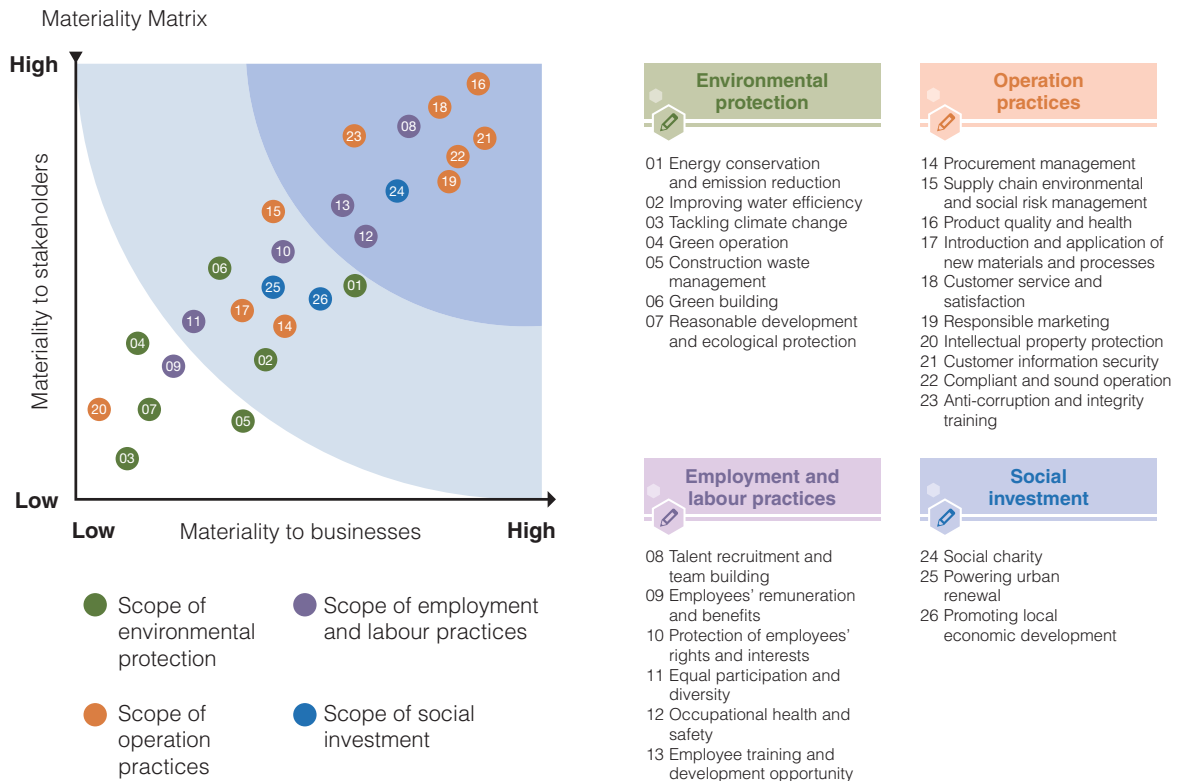 Materiality Matrix
High
Materiality to stakeholders
16
18
08
23
21
22
19
24
13
15
12
10
06
25
01
26
17
11
14
04
02
09
20
07
05
03
Low
Low
Materiality to businesses
High
Scope of
environmental
protection
Scope of employment
and labour practices
Scope of
operation
practices
Scope of social
investment
Environmental
protection
01 Energy conservation
and emission reduction
02 Improving water efficiency
03 Tackling climate change
04 Green operation
05 Construction waste
management
06 Green building
07 Reasonable development
and ecological protection
Operation
practices
14 Procurement management
15 Supply chain environmental
and social risk management
16 Product quality and health
17 Introduction and application of
new materials and processes
18 Customer service and
satisfaction
19 Responsible marketing
20 Intellectual property protection
21 Customer information security
22 Compliant and sound operation
23 Anti-corruption and integrity
training
Employment and
labour practices
08 Talent recruitment and
team building
09 Employees' remuneration
and benefits
10 Protection of employees'
rights and interests
11 Equal participation and
diversity
12 Occupational health and
safety
13 Employee training and
development opportunity
Social
investment
24 Social charity
25 Powering urban
renewal
26 Promoting local
economic development